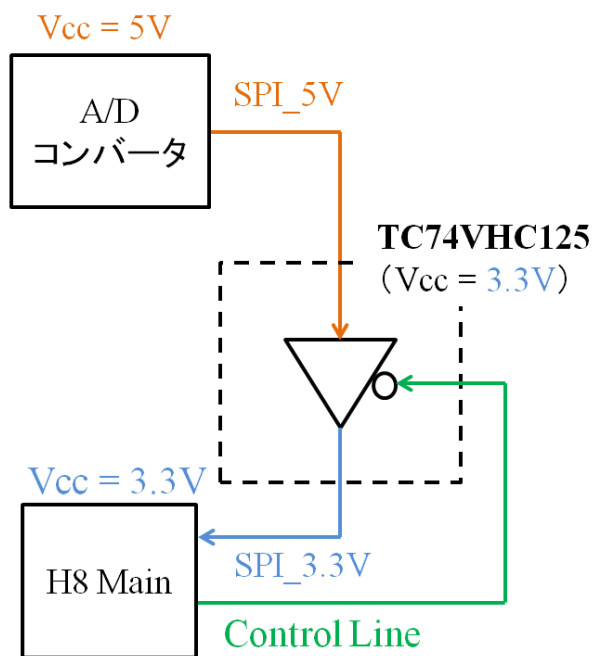 Vcc = 5V
A/D
コンバータ
SPI_5V
TC74VHC125
（Vcc = 3.3V）
Vcc = 3.3V
H8 Main
SPI_3.3V
Control Line